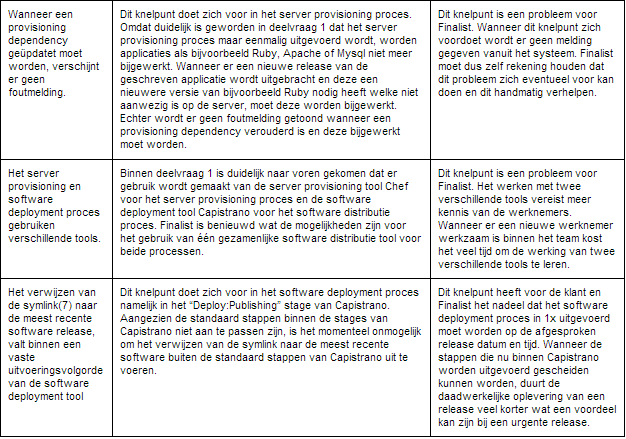 Wanneer een
provisioning
dependency
geüpdatet moet
worden, verschijnt
er geen
foutmelding.
Dit knelpunt doet zich voor in het server provisioning proces.
Omdat duidelijk is geworden in deelvraag 1 dat het server
provisioning proces maar eenmalig uitgevoerd wordt, worden
applicaties als bijvoorbeeld Ruby, Apache of Mysql niet meer
bijgewerkt. Wanneer er een nieuwe release van de
geschreven applicatie wordt uitgebracht en deze een
nieuwere versie van bijvoorbeeld Ruby nodig heeft welke niet
aanwezig is op de server, moet deze worden bijgewerkt.
Echter wordt er geen foutmelding getoond wanneer een
provisioning dependency verouderd is en deze bijgewerkt
moet worden.
Dit knelpunt is een probleem voor
Finalist. Wanneer dit knelpunt zich
voordoet wordt er geen melding
gegeven vanuit het systeem. Finalist
moet dus zelf rekening houden dat
dit probleem zich eventueel voor kan
doen en dit handmatig verhelpen.
Het server
provisioning en
software
deployment proces
gebruiken
verschillende tools.
Binnen deelvraag 1 is duidelijk naar voren gekomen dat er
gebruik wordt gemaakt van de server provisioning tool Chef
voor het server provisioning proces en de software
deployment tool Capistrano voor het software distributie
proces. Finalist is benieuwd wat de mogelijkheden zijn voor
het gebruik van één gezamenlijke software distributie tool voor
beide processen.
Dit knelpunt is een probleem voor
Finalist. Het werken met twee
verschillende tools vereist meer
kennis van de werknemers.
Wanneer er een nieuwe werknemer
werkzaam is binnen het team kost
het veel tijd om de werking van twee
verschillende tools te leren.
Het verwijzen van
de symlink(7) naar
de meest recente
software release,
valt binnen een
vaste
uitvoeringsvolgorde
van de software
deployment tool
Dit knelpunt doet zich voor in het software deployment proces
namelijk in het “Deploy:Publishing” stage van Capistrano.
Aangezien de standaard stappen binnen de stages van
Capistrano niet aan te passen zijn, is het momenteel onmogelijk
om het verwijzen van de symlink naar de meest recente
software buiten de standaard stappen van Capistrano uit te
voeren.
Dit knelpunt heeft voor de klant en
Finalist het nadeel dat het software
deployment proces in 1x uitgevoerd
moet worden op de afgesproken
release datum en tijd. Wanneer de
stappen die nu binnen Capistrano
worden uitgevoerd gescheiden
kunnen worden, duurt de
daadwerkelijke oplevering van een
release veel korter wat een voordeel
kan zijn bij een urgente release.